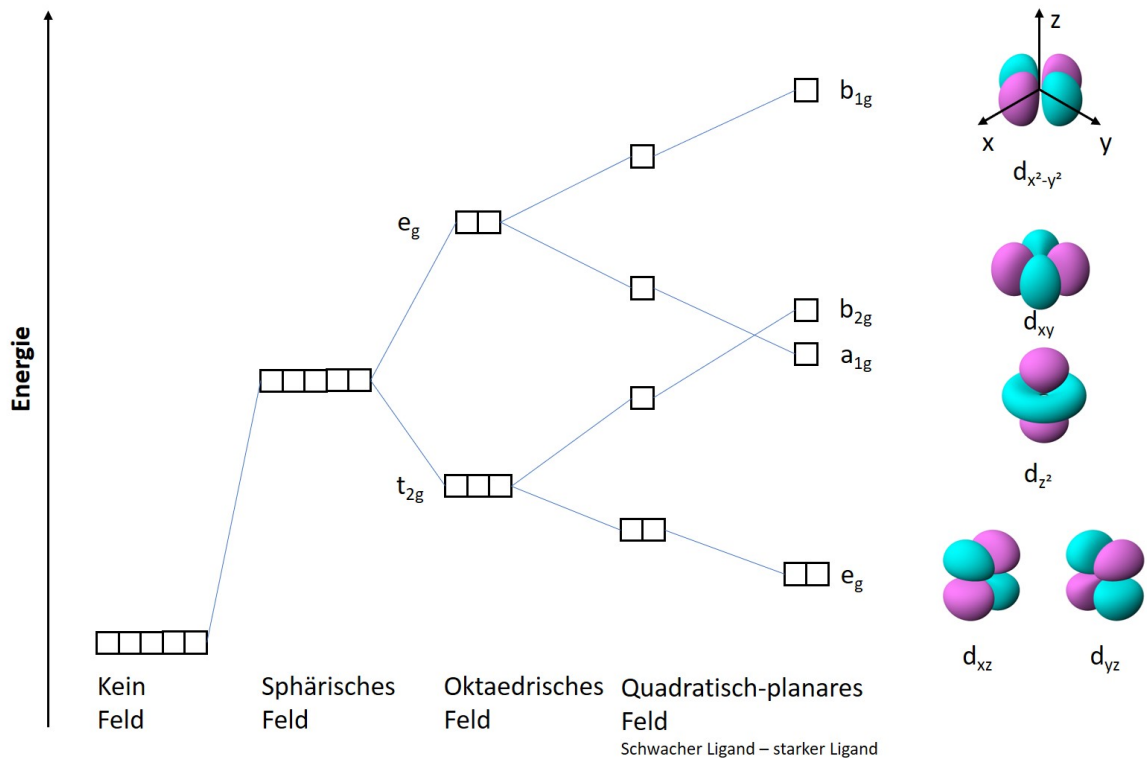 Energie
z
b1g
x
y
dx²-y²
eg
b2g
dxy
a1g
dz²
t2g
eg
dxz
dyz
Kein
Feld
Sphärisches
Feld
Oktaedrisches
Feld
Quadratisch-planares
Feld
Schwacher Ligand – starker Ligand